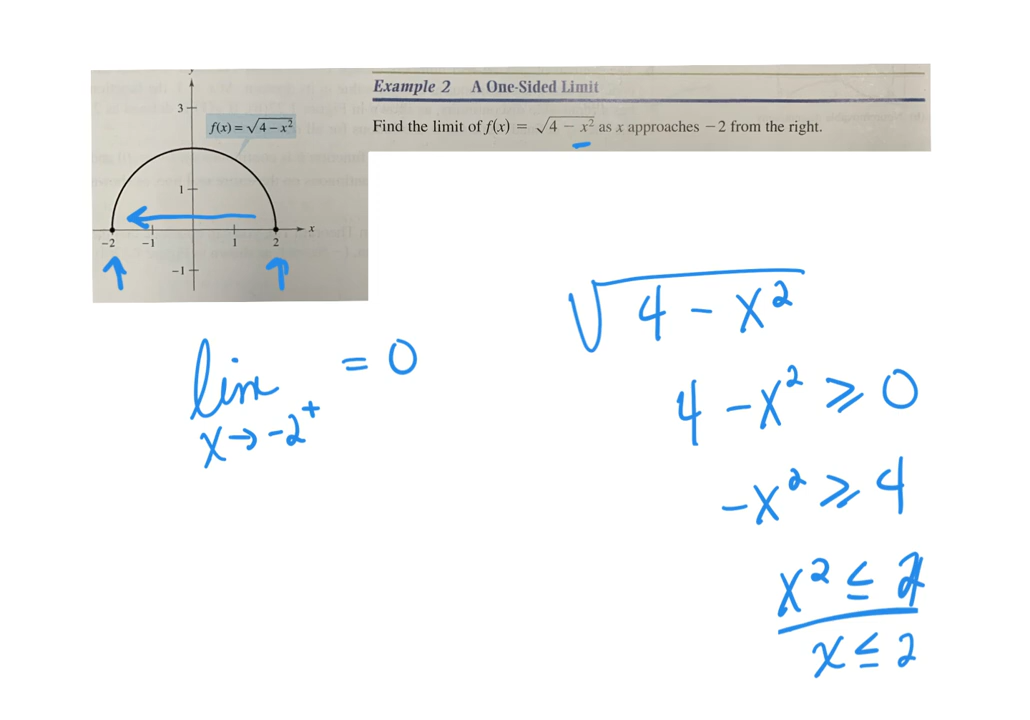 Example 2 A One-Sided Limit
Find the limit of f(x) = √4 − x² as x approaches −2 from the right.
y
3
f(x) = √4 − x²
1
−2 −1 1 2 x
−1
lim = 0
x → -2⁺
√4 - x²
4 - x² ⩾ 0
-x² ⩾ 4
x² ≤
x ≤ 2